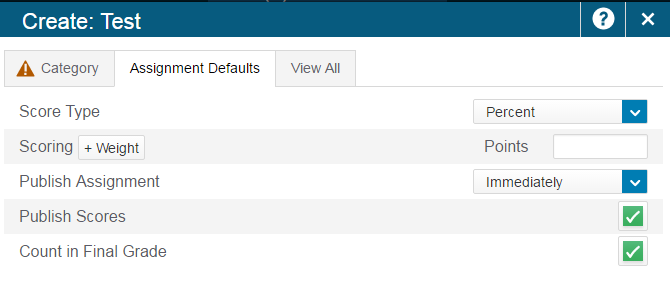 Create: Test
Category Assignment Defaults View All
Score Type Percent
Scoring + Weight Points
Publish Assignment Immediately
Publish Scores
Count in Final Grade